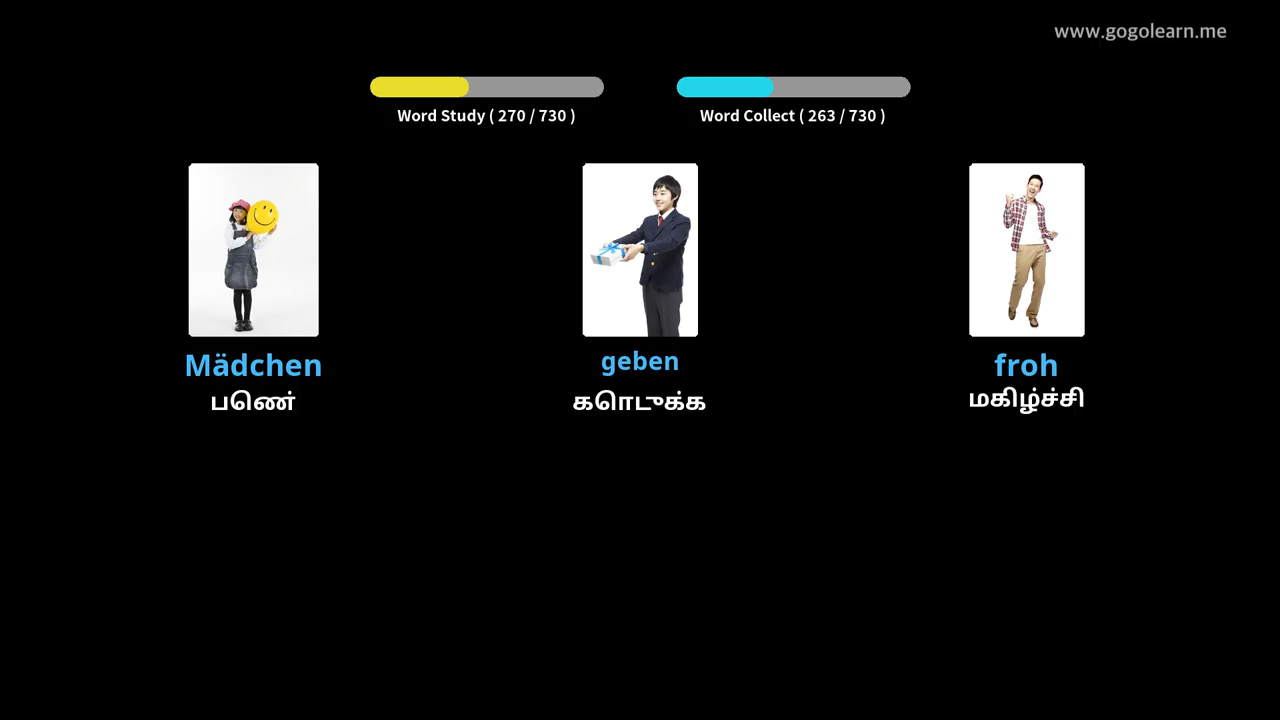 www.gogolearn.me
Word Study ( 270 / 730 )
Word Collect ( 263 / 730 )
Mädchen
geben
froh
பெண்
கொடுக்க
மகிழ்ச்சி